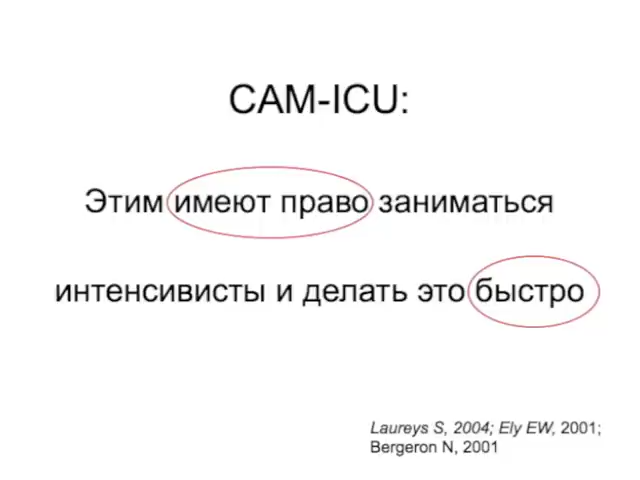 CAM-ICU:
Этим имеют право заниматься
интенсивисты и делать это быстро
Laureys S, 2004; Ely EW, 2001;
Bergeron N, 2001